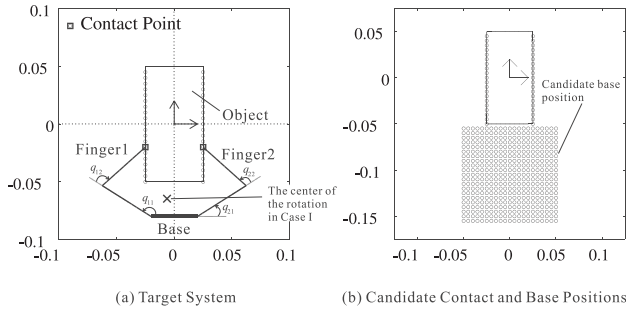 0.1
Contact Point
0.05
0
-0.05
-0.1
-0.1 -0.05 0 0.05 0.1
Object
Finger1
Finger2
q12
q22
q11
q21
The center of
the rotation
in Case I
Base
(a) Target System
0.05
0
-0.05
-0.1
-0.15
-0.1 -0.05 0 0.05 0.1
Candidate base
position
(b) Candidate Contact and Base Positions